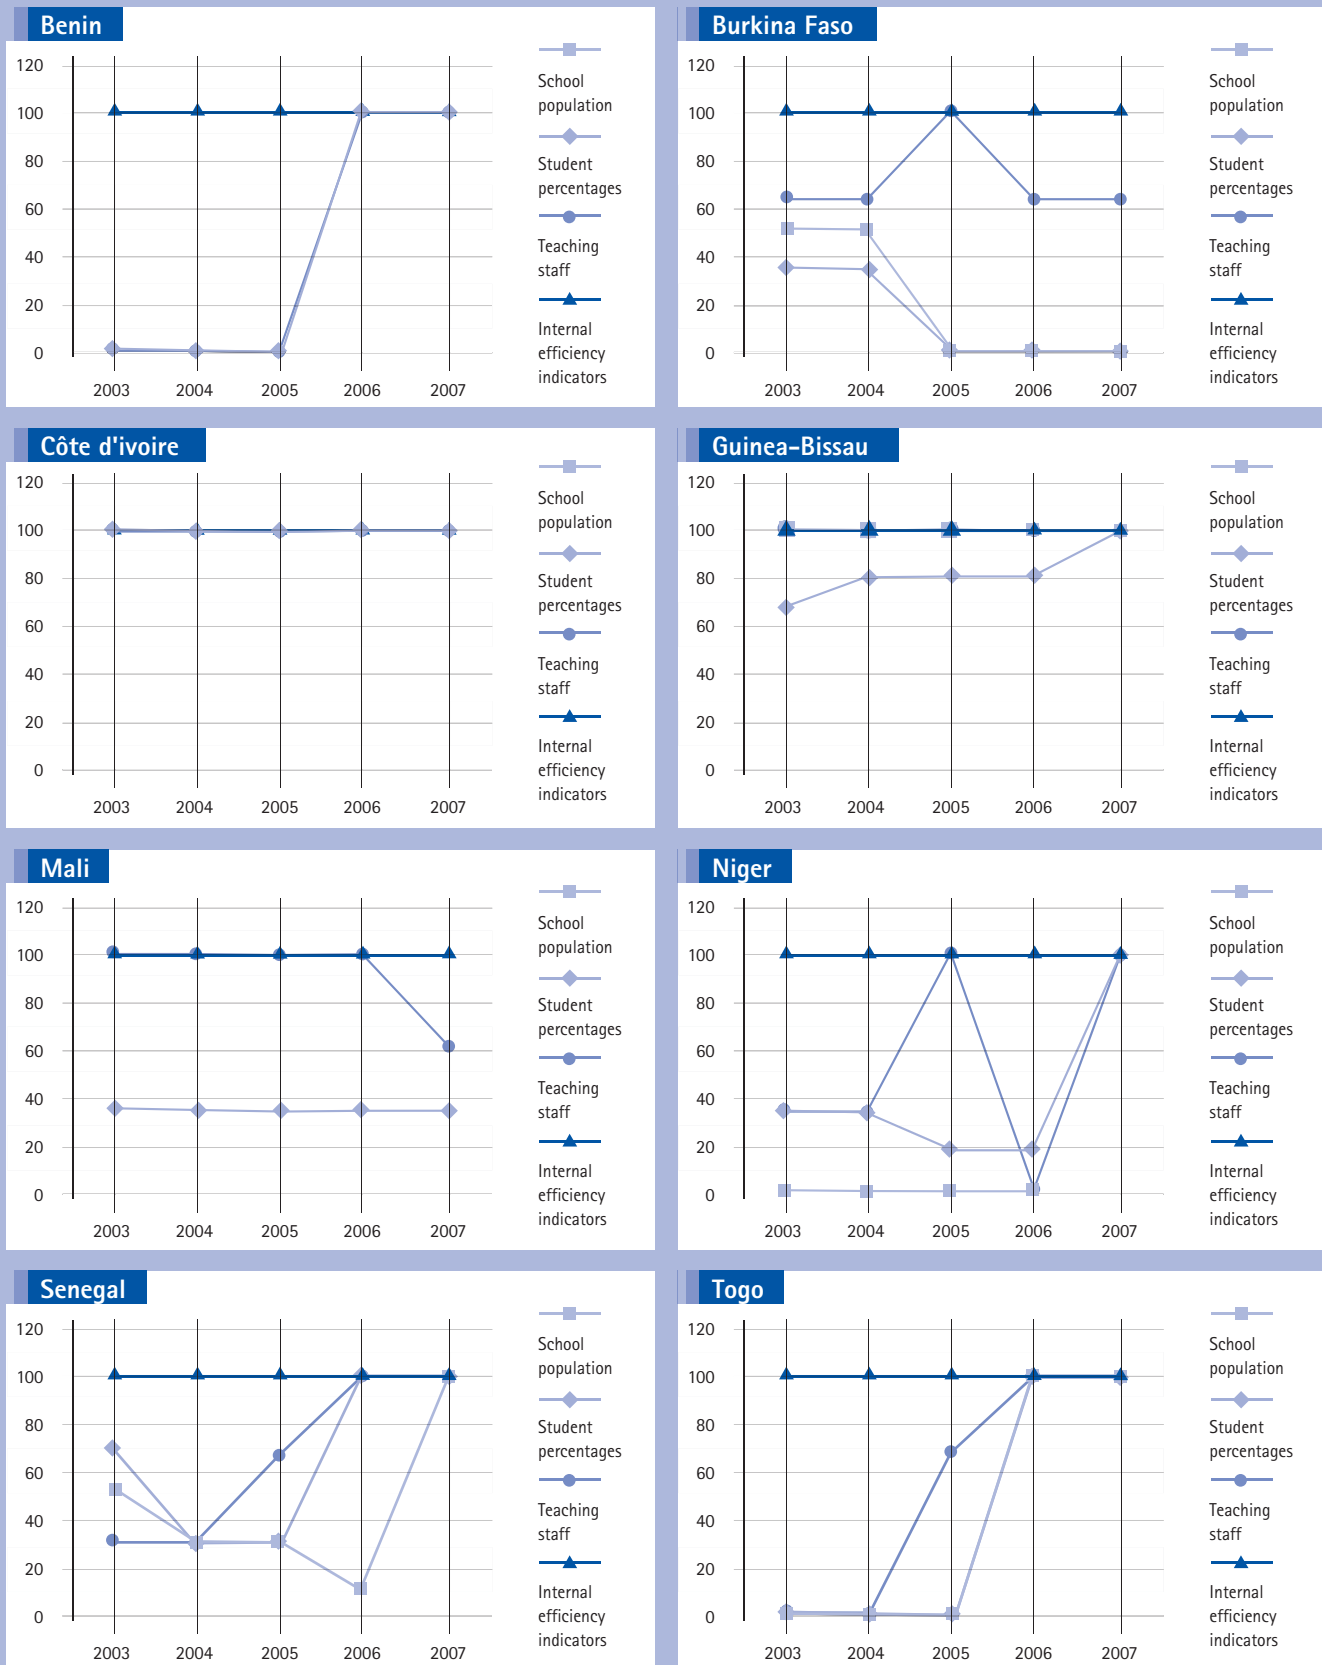 Benin
120
100
80
60
40
20
0
2003 2004 2005 2006 2007
School
population
Student
percentages
Teaching
staff
Internal
efficiency
indicators
Burkina Faso
120
100
80
60
40
20
0
2003 2004 2005 2006 2007
School
population
Student
percentages
Teaching
staff
Internal
efficiency
indicators
Côte d'ivoire
120
100
80
60
40
20
0
2003 2004 2005 2006 2007
School
population
Student
percentages
Teaching
staff
Internal
efficiency
indicators
Guinea-Bissau
120
100
80
60
40
20
0
2003 2004 2005 2006 2007
School
population
Student
percentages
Teaching
staff
Internal
efficiency
indicators
Mali
120
100
80
60
40
20
0
2003 2004 2005 2006 2007
School
population
Student
percentages
Teaching
staff
Internal
efficiency
indicators
Niger
120
100
80
60
40
20
0
2003 2004 2005 2006 2007
School
population
Student
percentages
Teaching
staff
Internal
efficiency
indicators
Senegal
120
100
80
60
40
20
0
2003 2004 2005 2006 2007
School
population
Student
percentages
Teaching
staff
Internal
efficiency
indicators
Togo
120
100
80
60
40
20
0
2003 2004 2005 2006 2007
School
population
Student
percentages
Teaching
staff
Internal
efficiency
indicators